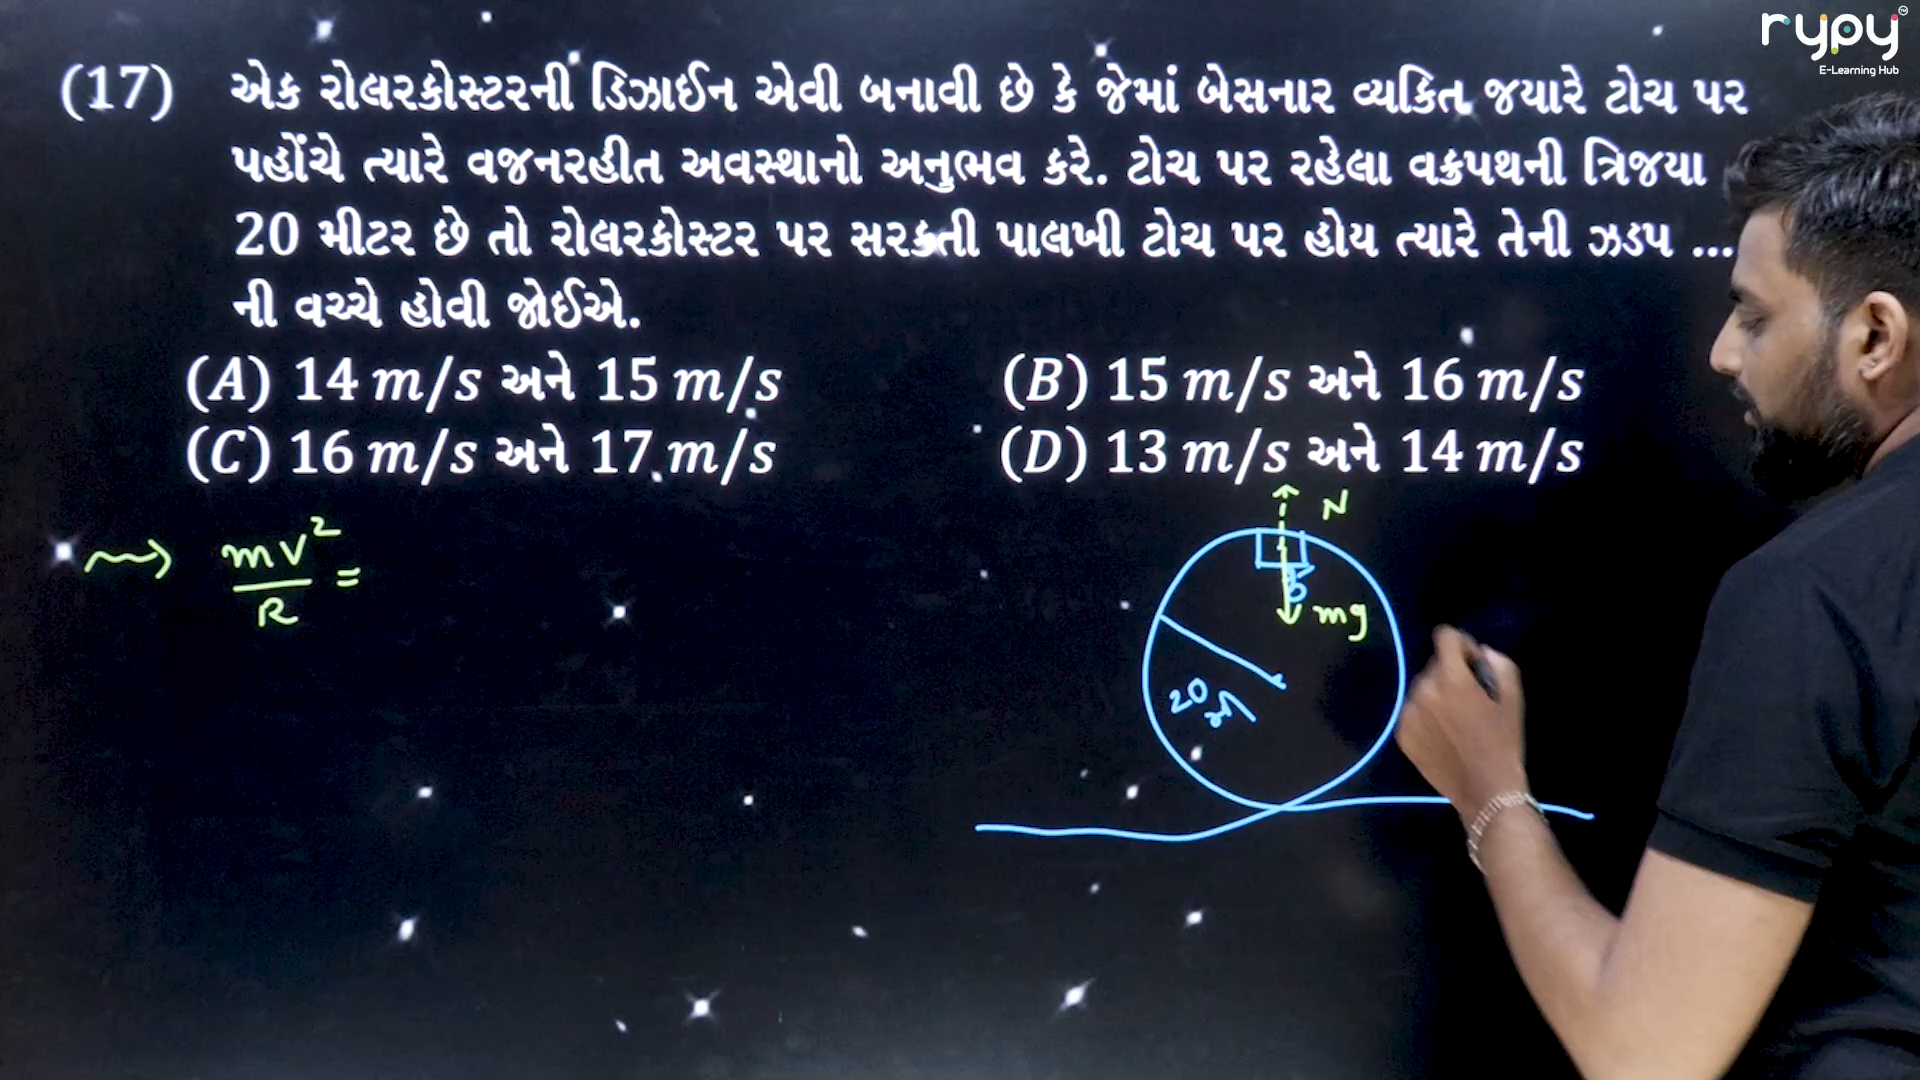 rypy
E-Learning Hub
(17) એક રોલરકોસ્ટરની ડિઝાઈન એવી બનાવી છે કે જેમાં બેસનાર વ્યકિત જયારે ટોચ પર
પહોંચે ત્યારે વજનરહીત અવસ્થાનો અનુભવ કરે. ટોચ પર રહેલા વક્રપથની ત્રિજયા
20 મીટર છે તો રોલરકોસ્ટર પર સરકતી પાલખી ટોચ પર હોય ત્યારે તેની ઝડપ ...
ની વચ્ચે હોવી જોઈએ.
(A) 14 m/s અને 15 m/s (B) 15 m/s અને 16 m/s
(C) 16 m/s અને 17 m/s (D) 13 m/s અને 14 m/s
N
mv²/R =
mg
20મી